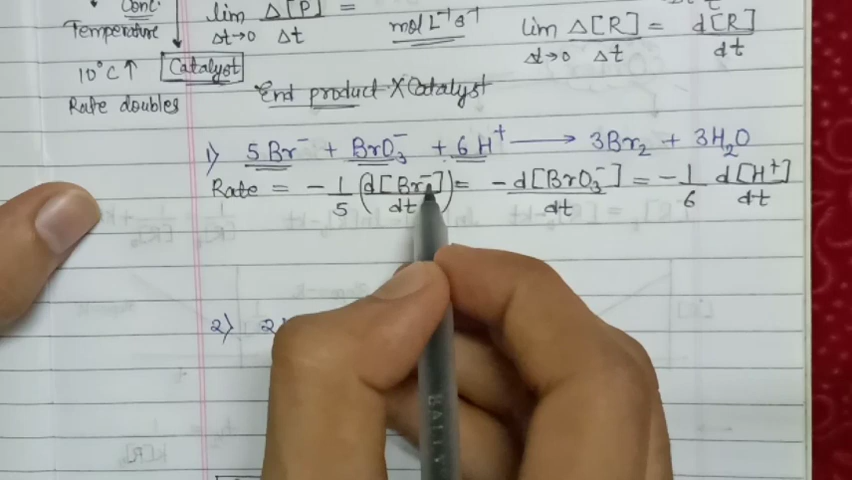 Conc.
Temperature
10°C ↑ Catalyst
Rate doubles
lim Δ[P] =
Δt→0 Δt
mol L⁻¹ s⁻¹
lim Δ[R] = d[R]
Δt→0 Δt dt
End product X Catalyst
1) 5Br⁻ + BrO₃⁻ + 6H⁺ ⟶ 3Br₂ + 3H₂O
Rate = -1/5 (d[Br⁻]/dt) = -d[BrO₃⁻]/dt = -1/6 d[H⁺]/dt
2) 2